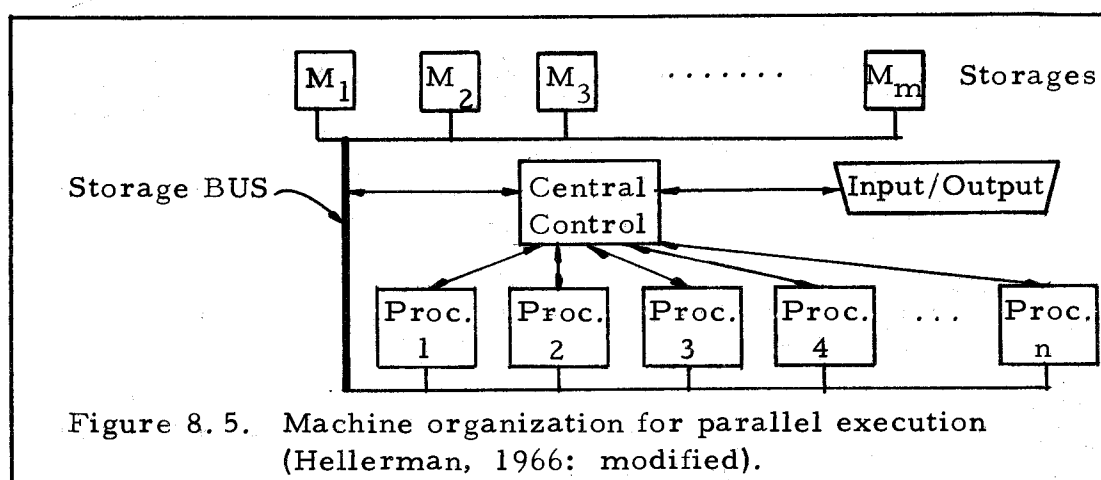 M1 M2 M3 ....... Mm Storages
Storage BUS
Central
Control
Input/Output
Proc.
1
Proc.
2
Proc.
3
Proc.
4
...
Proc.
n
Figure 8.5. Machine organization for parallel execution
(Hellerman, 1966: modified).